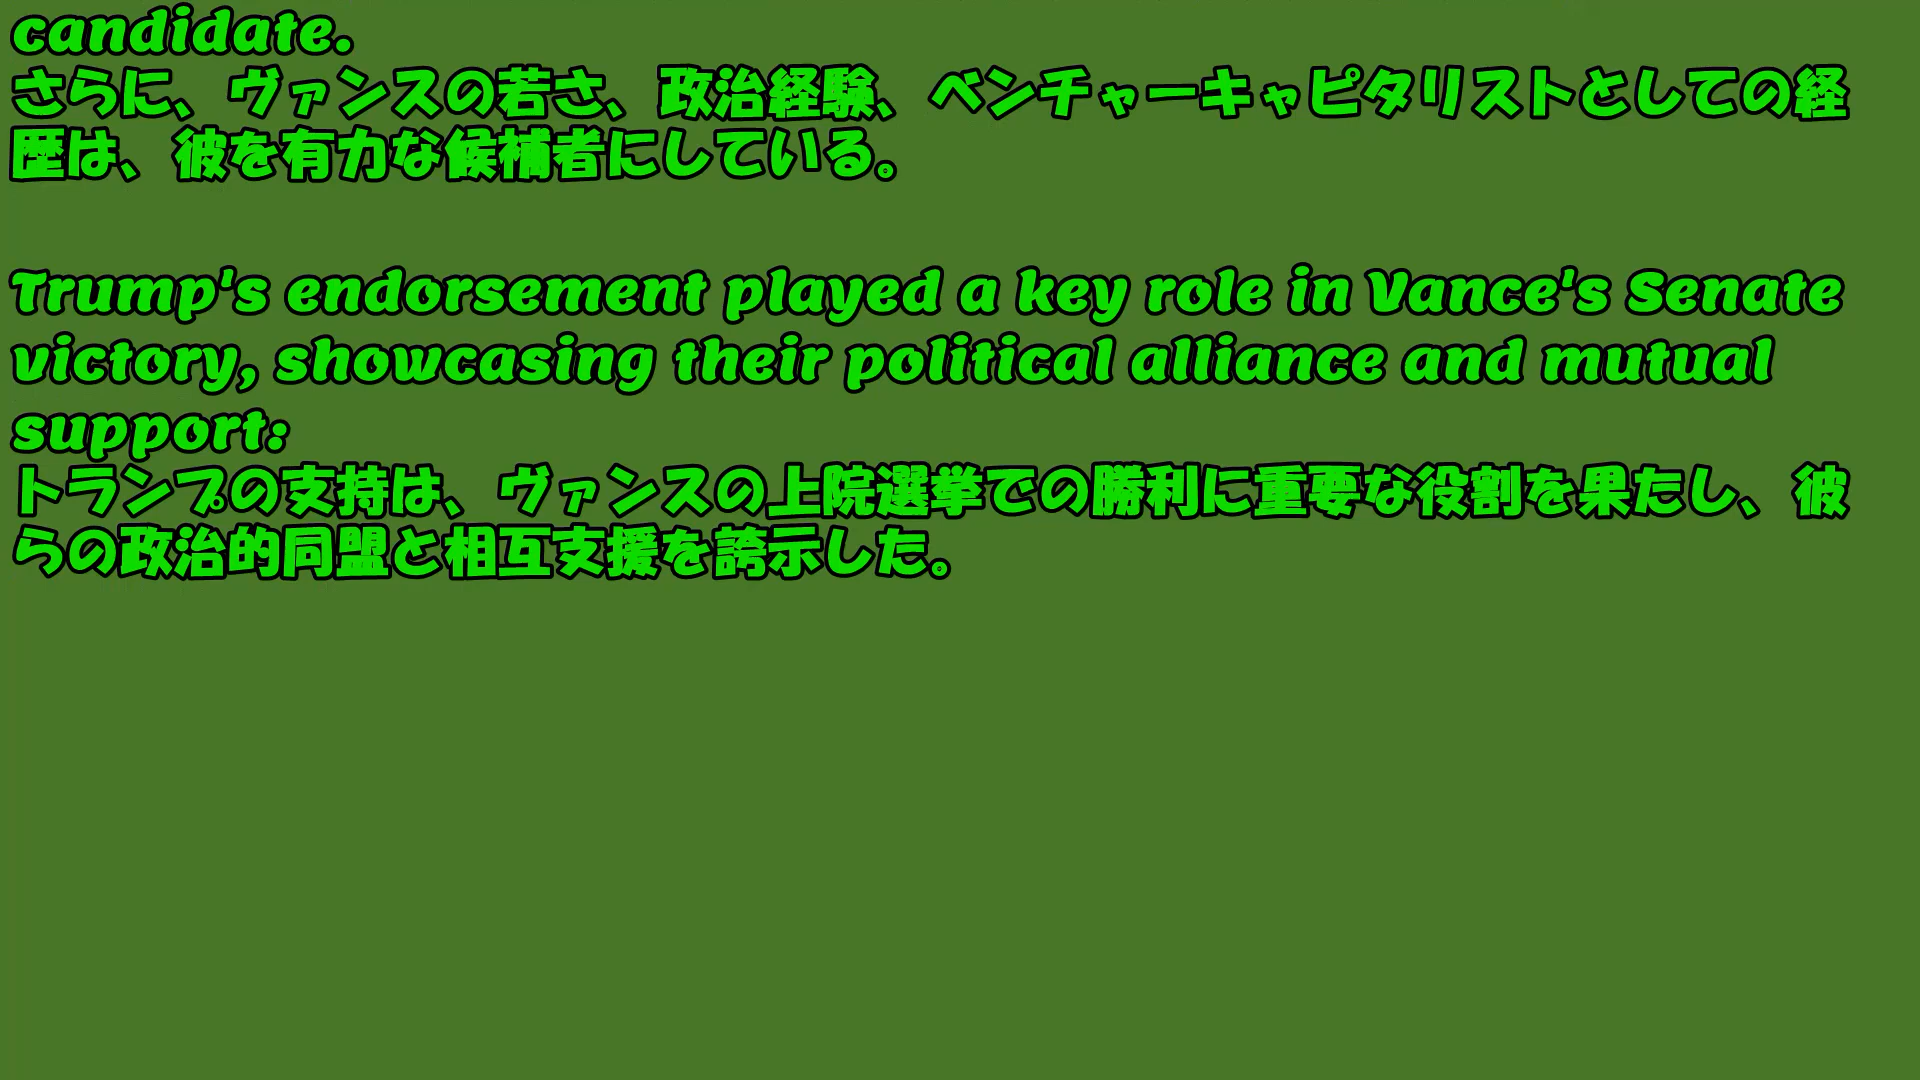 candidate.
さらに、ヴァンスの若さ、政治経験、ベンチャーキャピタリストとしての経
歴は、彼を有力な候補者にしている。
Trump's endorsement played a key role in Vance's Senate
victory, showcasing their political alliance and mutual
support:
トランプの支持は、ヴァンスの上院選挙での勝利に重要な役割を果たし、彼
らの政治的同盟と相互支援を誇示した。